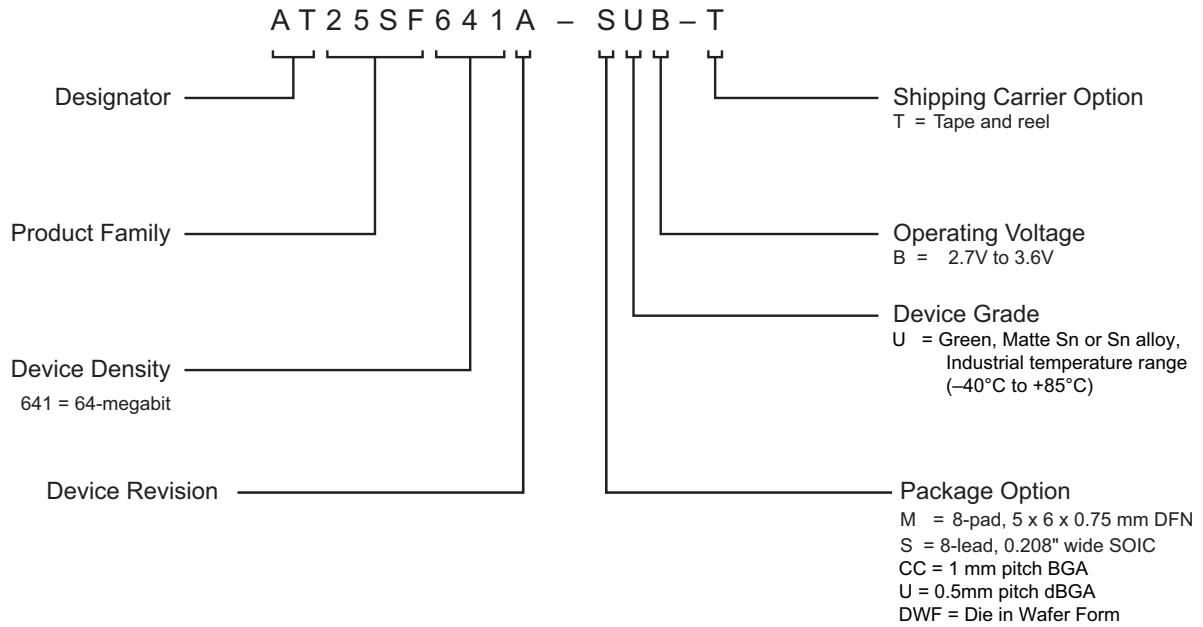 A T 2 5 S F 6 4 1 A – S U B – T
Designator
Shipping Carrier Option
T = Tape and reel
Product Family
Operating Voltage
B = 2.7V to 3.6V
Device Grade
U = Green, Matte Sn or Sn alloy,
Industrial temperature range
(–40°C to +85°C)
Device Density
641 = 64-megabit
Device Revision
Package Option
M = 8-pad, 5 x 6 x 0.75 mm DFN
S = 8-lead, 0.208" wide SOIC
CC = 1 mm pitch BGA
U = 0.5mm pitch dBGA
DWF = Die in Wafer Form